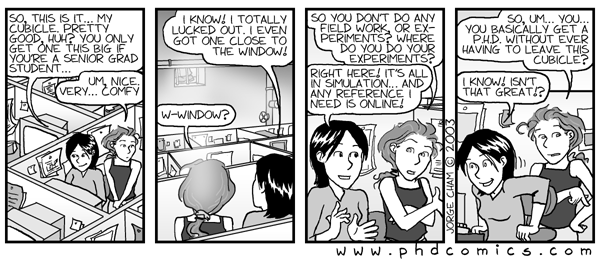 SO, THIS IS IT... MY
CUBICLE. PRETTY
GOOD, HUH? YOU ONLY
GET ONE THIS BIG IF
YOU'RE A SENIOR GRAD
STUDENT...
UM, NICE.
VERY... COMFY
I KNOW! I TOTALLY
LUCKED OUT. I EVEN
GOT ONE CLOSE TO
THE WINDOW!
W-WINDOW?
SO YOU DON'T DO ANY
FIELD WORK, OR EX-
PERIMENTS? WHERE
DO YOU DO YOUR
EXPERIMENTS?
RIGHT HERE! IT'S ALL
IN SIMULATION... AND
ANY REFERENCE I
NEED IS ONLINE!
JORGE CHAM © 2003
SO, UM... YOU...
YOU BASICALLY GET A
P.H.D. WITHOUT EVER
HAVING TO LEAVE THIS
CUBICLE?
I KNOW! ISN'T
THAT GREAT!?
www.phdcomics.com